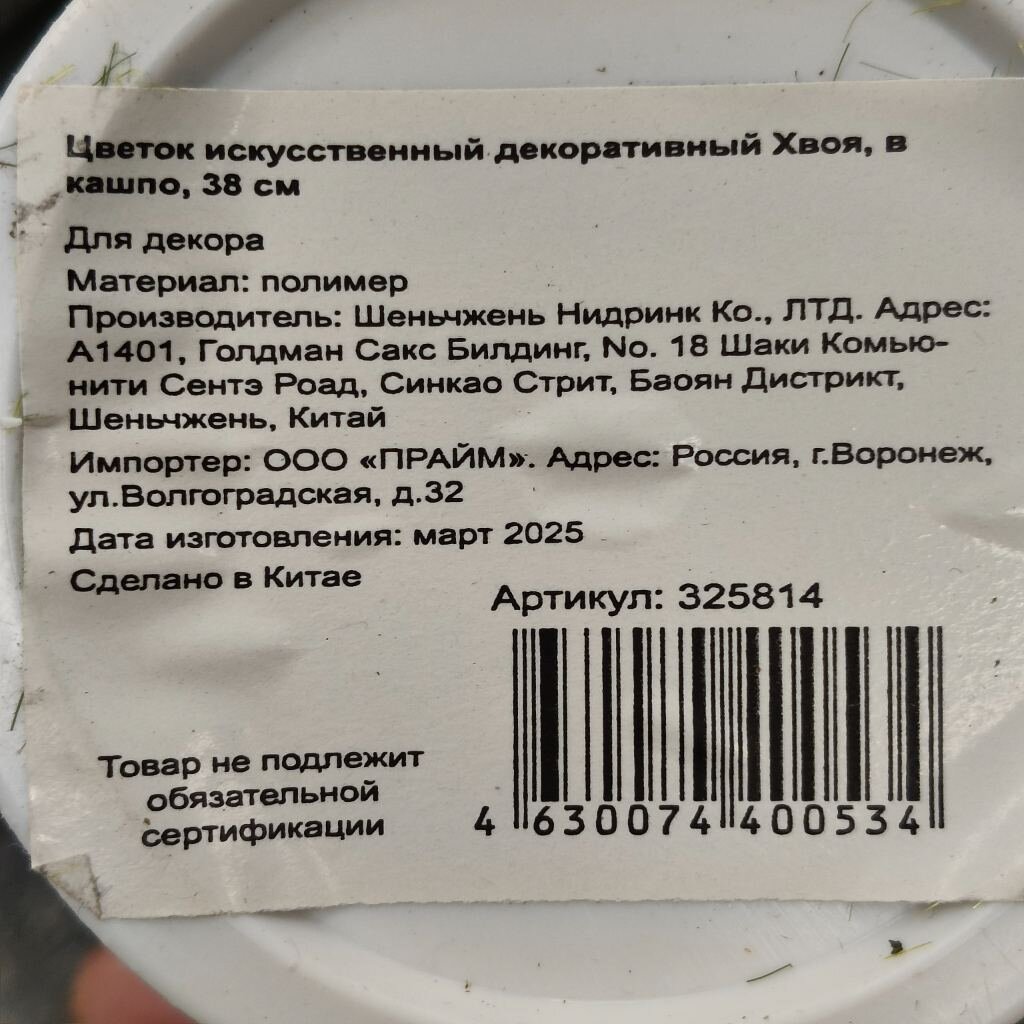 Цветок искусственный декоративный Хвоя, в
кашпо, 38 см
Для декора
Материал: полимер
Производитель: Шеньчжень Нидринк Ко., ЛТД. Адрес:
А1401, Голдман Сакс Билдинг, No. 18 Шаки Комью-
нити Сентэ Роад, Синкао Стрит, Баоян Дистрикт,
Шеньчжень, Китай
Импортер: ООО «ПРАЙМ». Адрес: Россия, г.Воронеж,
ул.Волгоградская, д.32
Дата изготовления: март 2025
Сделано в Китае
Артикул: 325814
Товар не подлежит
обязательной
сертификации
4 630074 400534